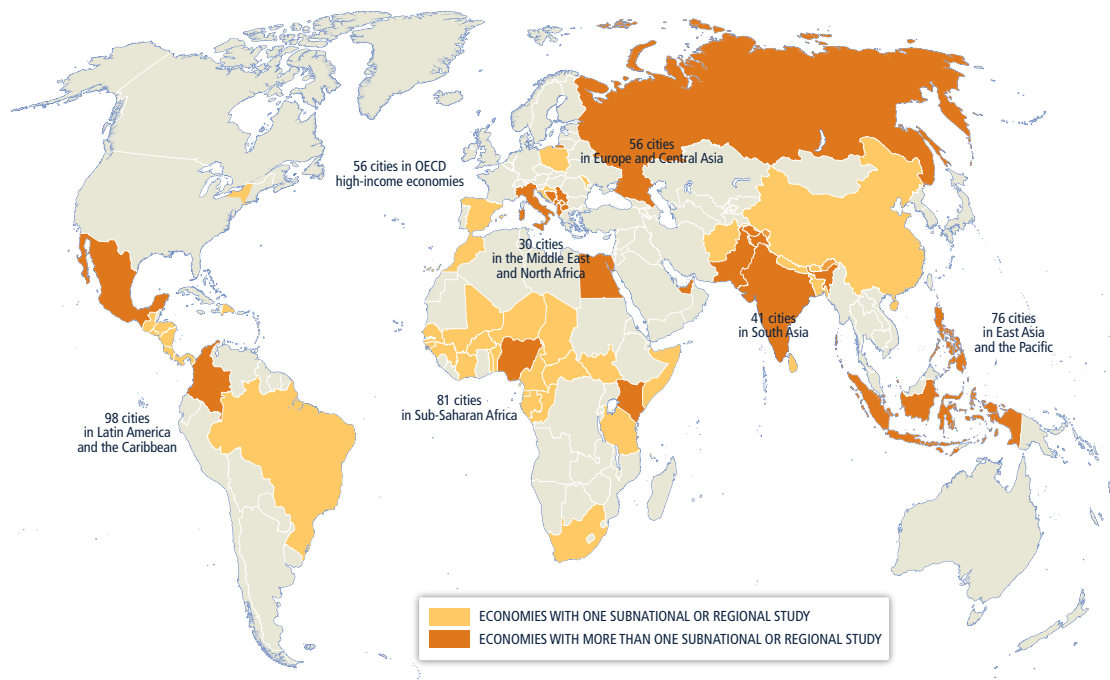 56 cities
in Europe and Central Asia
56 cities in OECD
high-income economies
30 cities
in the Middle East
and North Africa
41 cities
in South Asia
76 cities
in East Asia
and the Pacific
81 cities
in Sub-Saharan Africa
98 cities
in Latin America
and the Caribbean
ECONOMIES WITH ONE SUBNATIONAL OR REGIONAL STUDY
ECONOMIES WITH MORE THAN ONE SUBNATIONAL OR REGIONAL STUDY